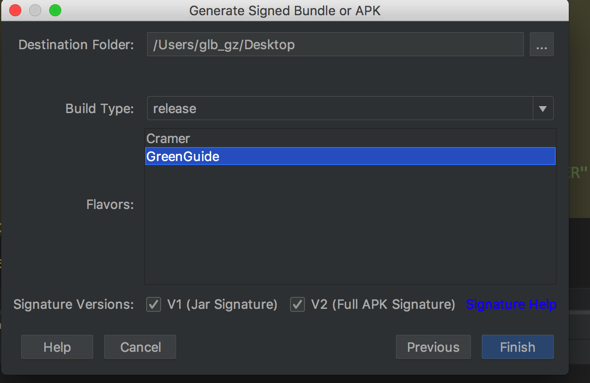 Generate Signed Bundle or APK
Destination Folder: /Users/glb_gz/Desktop ...
Build Type: release
Cramer
GreenGuide
ER"
Flavors:
Signature Versions: V1 (Jar Signature) V2 (Full APK Signature) Signature Help
Help Cancel Previous Finish